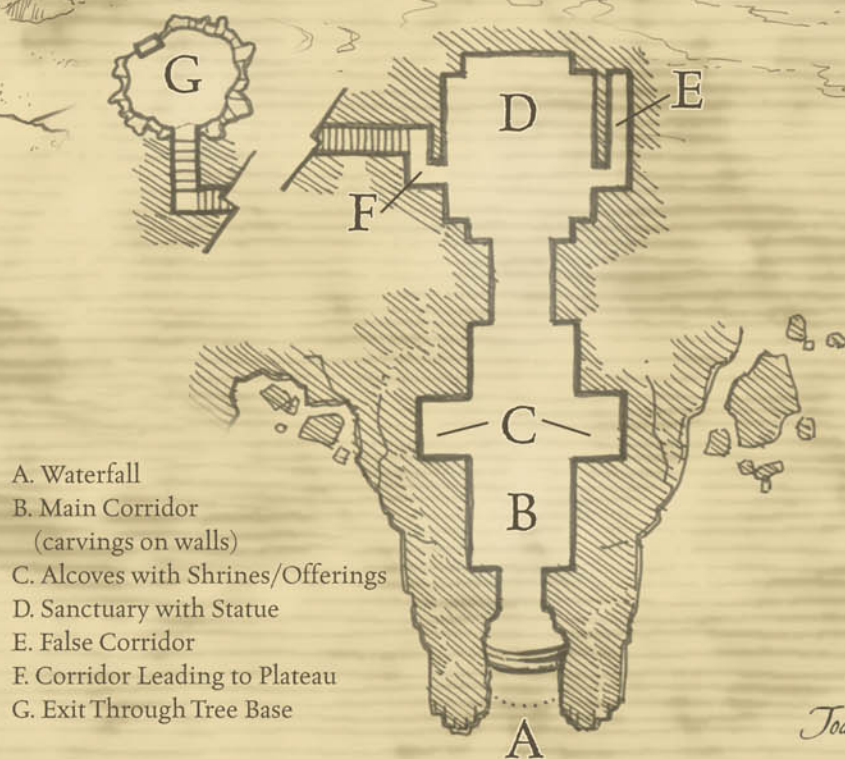 G
D
E
F
C
B
A
A. Waterfall
B. Main Corridor
(carvings on walls)
C. Alcoves with Shrines/Offerings
D. Sanctuary with Statue
E. False Corridor
F. Corridor Leading to Plateau
G. Exit Through Tree Base